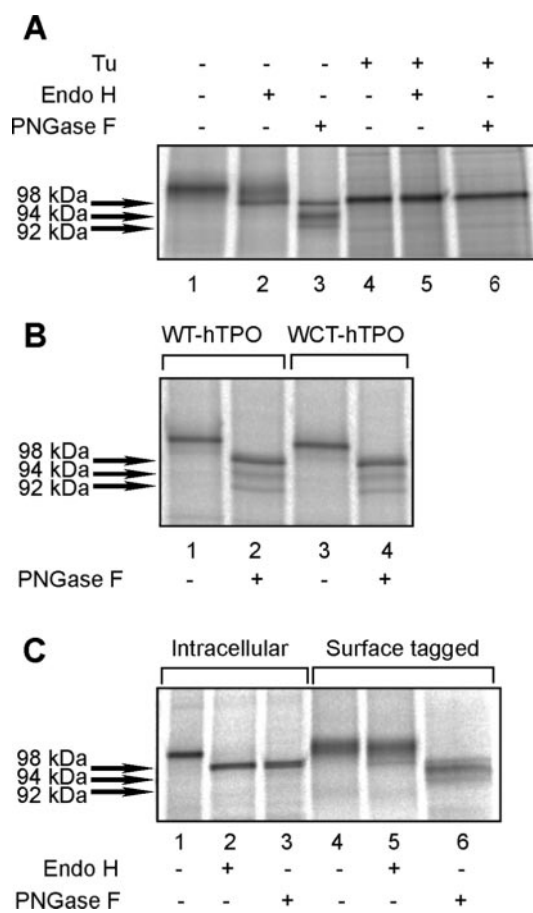 A
Tu - - - + + +
Endo H - + - - + -
PNGase F - - + - - +
98 kDa
94 kDa
92 kDa
1 2 3 4 5 6
B
WT-hTPO WCT-hTPO
98 kDa
94 kDa
92 kDa
1 2 3 4
PNGase F - + - +
C
Intracellular Surface tagged
98 kDa
94 kDa
92 kDa
1 2 3 4 5 6
Endo H - + - - + -
PNGase F - - + - - +